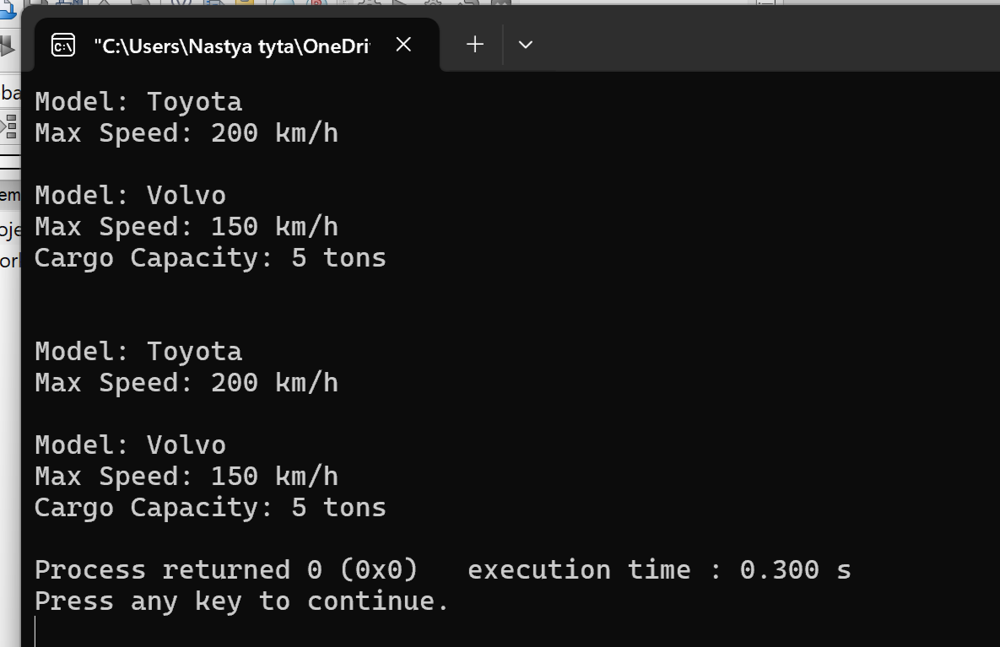 "C:\Users\Nastya tyta\OneDri
Model: Toyota
Max Speed: 200 km/h
Model: Volvo
Max Speed: 150 km/h
Cargo Capacity: 5 tons
Model: Toyota
Max Speed: 200 km/h
Model: Volvo
Max Speed: 150 km/h
Cargo Capacity: 5 tons
Process returned 0 (0x0)   execution time : 0.300 s
Press any key to continue.